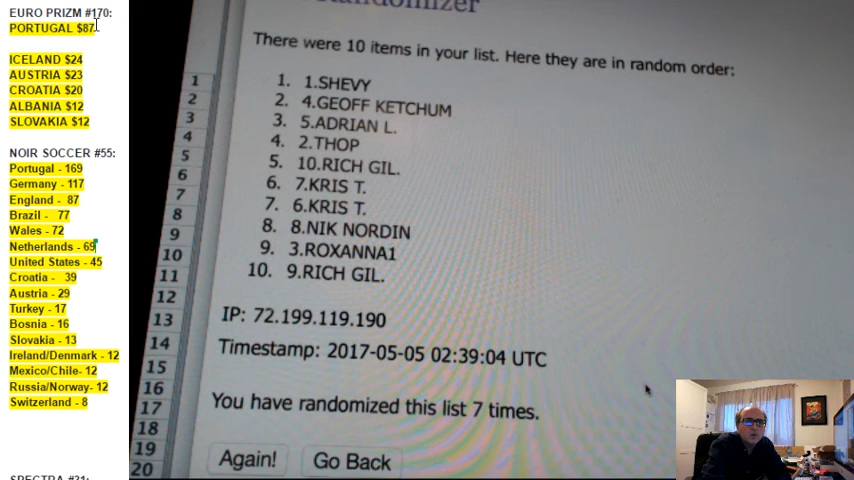 EURO PRIZM #170:
PORTUGAL $87
ICELAND $24
AUSTRIA $23
CROATIA $20
ALBANIA $12
SLOVAKIA $12
NOIR SOCCER #55:
Portugal - 169
Germany - 117
England - 87
Brazil - 77
Wales - 72
Netherlands - 69
United States - 45
Croatia - 39
Austria - 29
Turkey - 17
Bosnia - 16
Slovakia - 13
Ireland/Denmark - 12
Mexico/Chile- 12
Russia/Norway- 12
Switzerland - 8
There were 10 items in your list. Here they are in random order:
1. 1.SHEVY
2. 4.GEOFF KETCHUM
3. 5.ADRIAN L.
4. 2.THOP
5. 10.RICH GIL.
6. 7.KRIS T.
7. 6.KRIS T.
8. 8.NIK NORDIN
9. 3.ROXANNA1
10. 9.RICH GIL.
IP: 72.199.119.190
Timestamp: 2017-05-05 02:39:04 UTC
You have randomized this list 7 times.
Again! Go Back
1
2
3
4
5
6
7
8
9
10
11
12
13
14
15
16
17
18
19
20